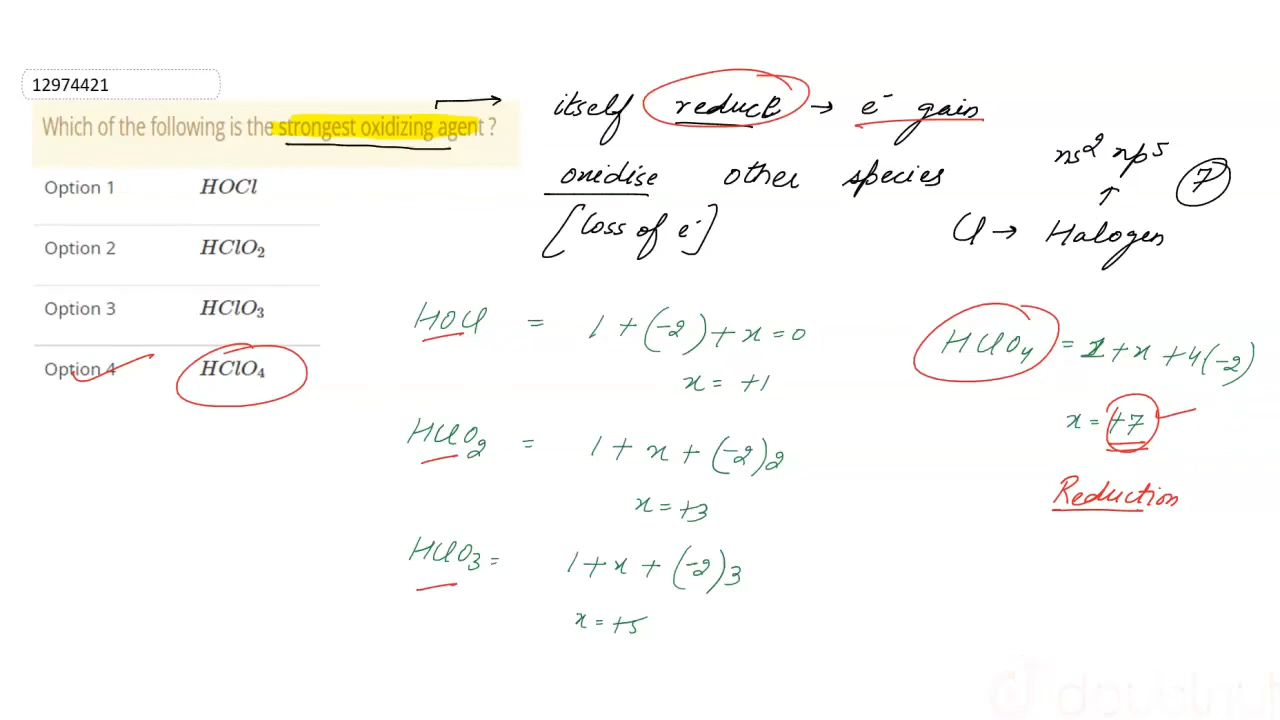 12974421
Which of the following is the strongest oxidizing agent ?
Option 1 HOCl
Option 2 HClO₂
Option 3 HClO₃
Option 4 HClO₄
itself reduce → e⁻ gain
oxidise other species
[loss of e⁻]
ns² np⁵
7
↑
Cl → Halogen
HOCl = 1 + (-2) + x = 0
x = +1
HClO₂ = 1 + x + (-2)2
x = +3
HClO₃ = 1 + x + (-2)3
x = +5
HClO₄ = 1 + x + 4(-2)
x = +7
Reduction
doubtnut